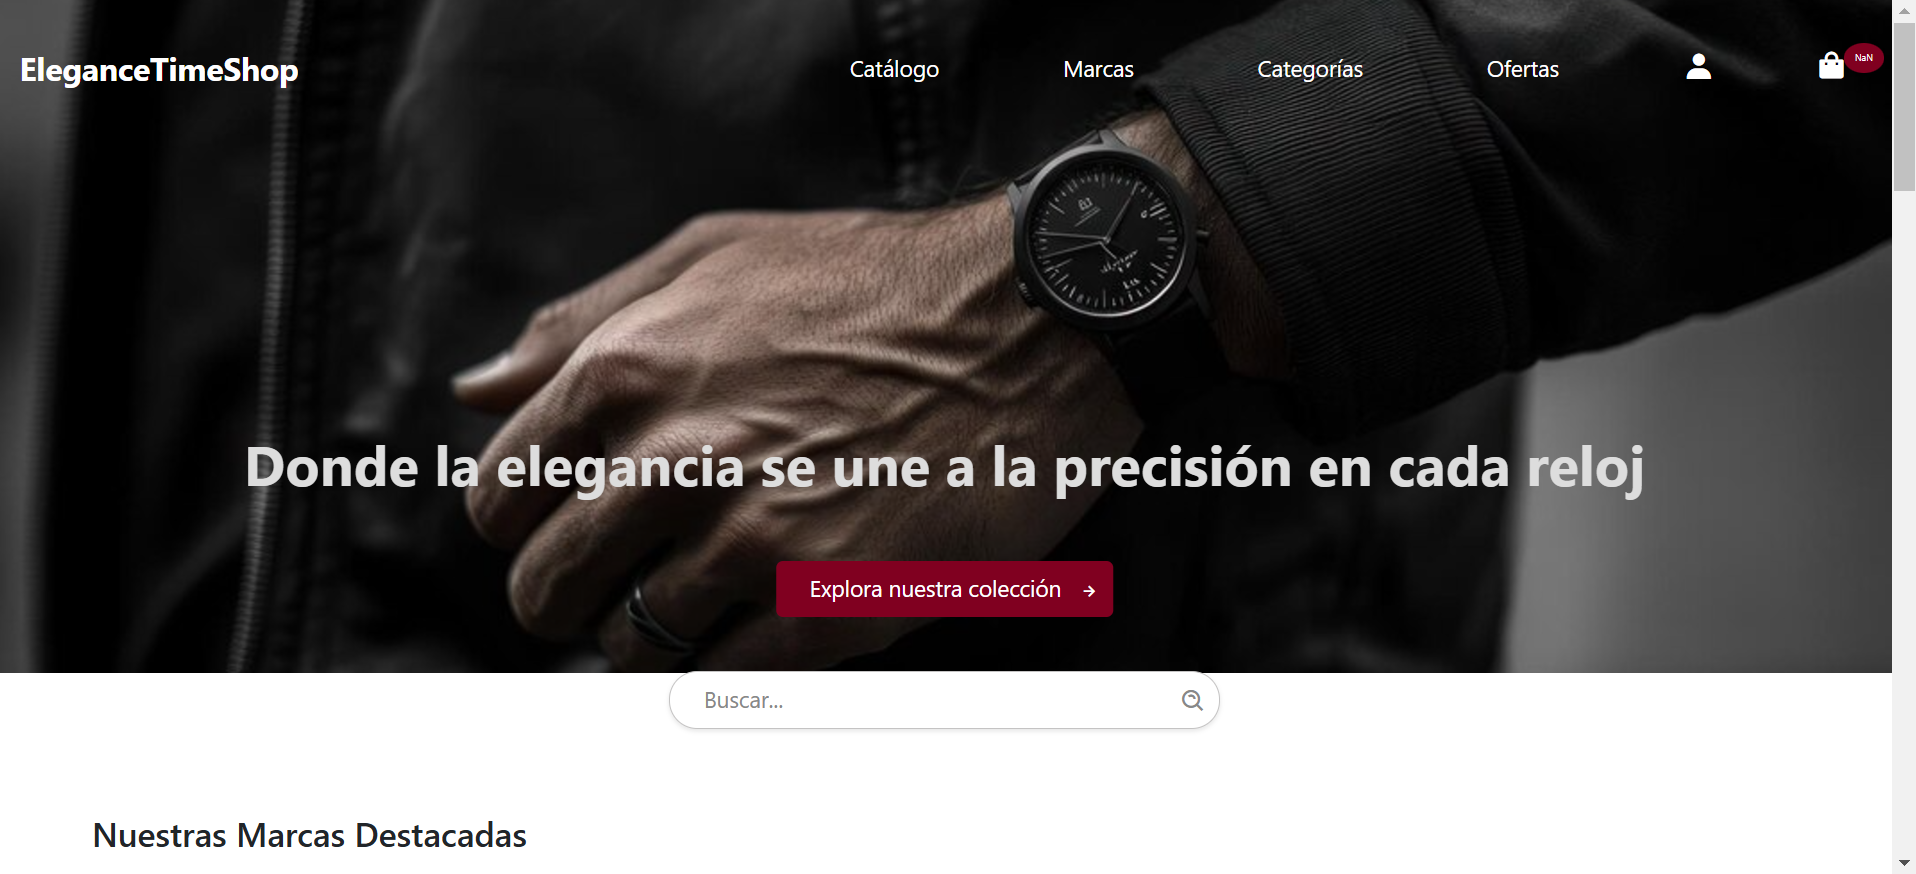 EleganceTimeShop
Catálogo
Marcas
Categorías
Ofertas
NaN
Donde la elegancia se une a la precisión en cada reloj
Explora nuestra colección →
Buscar...
Nuestras Marcas Destacadas